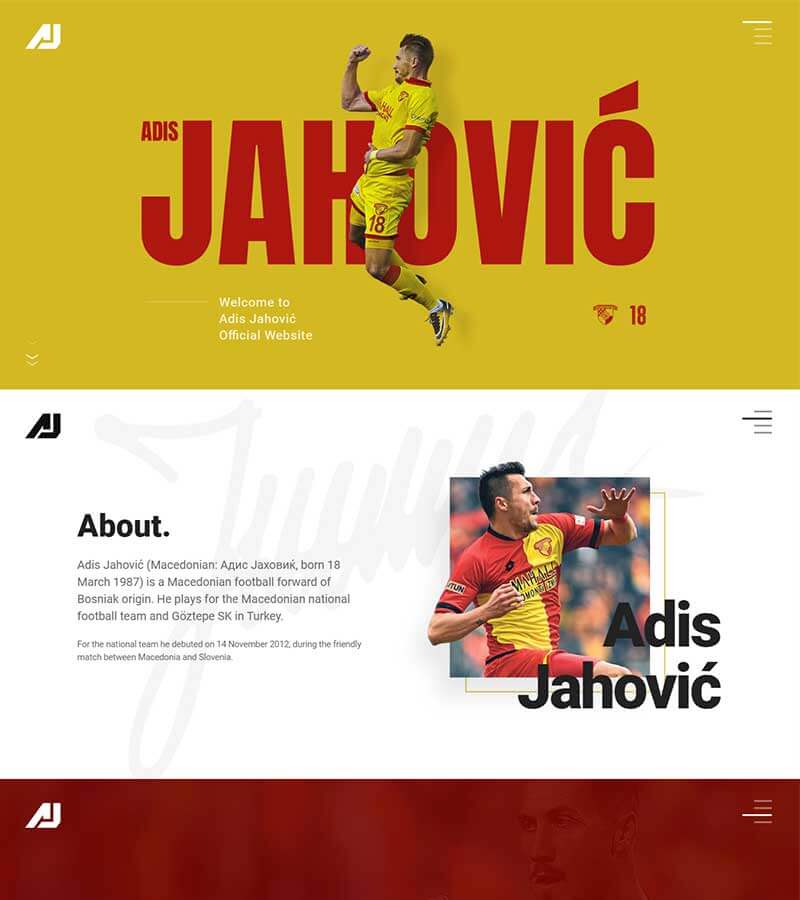 AJ
ADIS
JAHOVIĆ
18
Welcome to
Adis Jahović
Official Website
18
AJ
About.
Adis Jahović (Macedonian: Адис Јаховиќ, born 18
March 1987) is a Macedonian football forward of
Bosniak origin. He plays for the Macedonian national
football team and Göztepe SK in Turkey.
For the national team he debuted on 14 November 2012, during the friendly
match between Macedonia and Slovenia.
Adis
Jahović
AJ